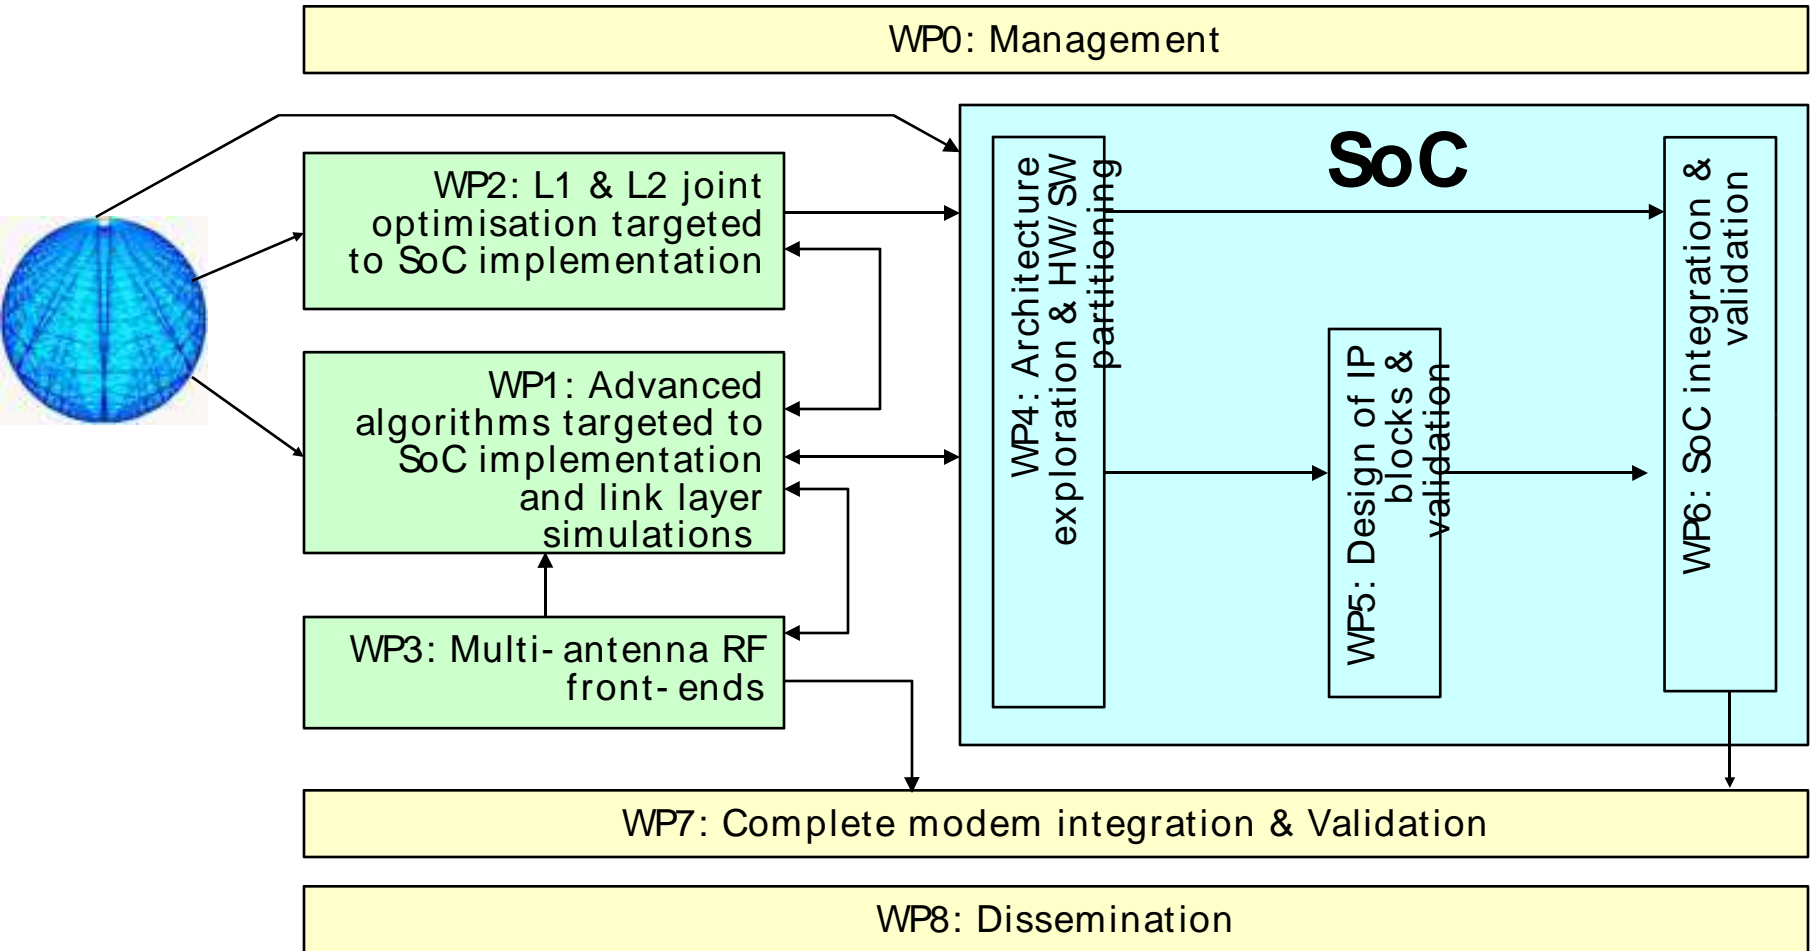 WP0: Management
SoC
WP2: L1 & L2 joint
optimisation targeted
to SoC implementation
WP1: Advanced
algorithms targeted to
SoC implementation
and link layer
simulations
WP3: Multi-antenna RF
front-ends
WP4: Architecture
exploration & HW/SW
partitioning
WP5: Design of IP
blocks &
validation
WP6: SoC integration &
validation
WP7: Complete modem integration & Validation
WP8: Dissemination